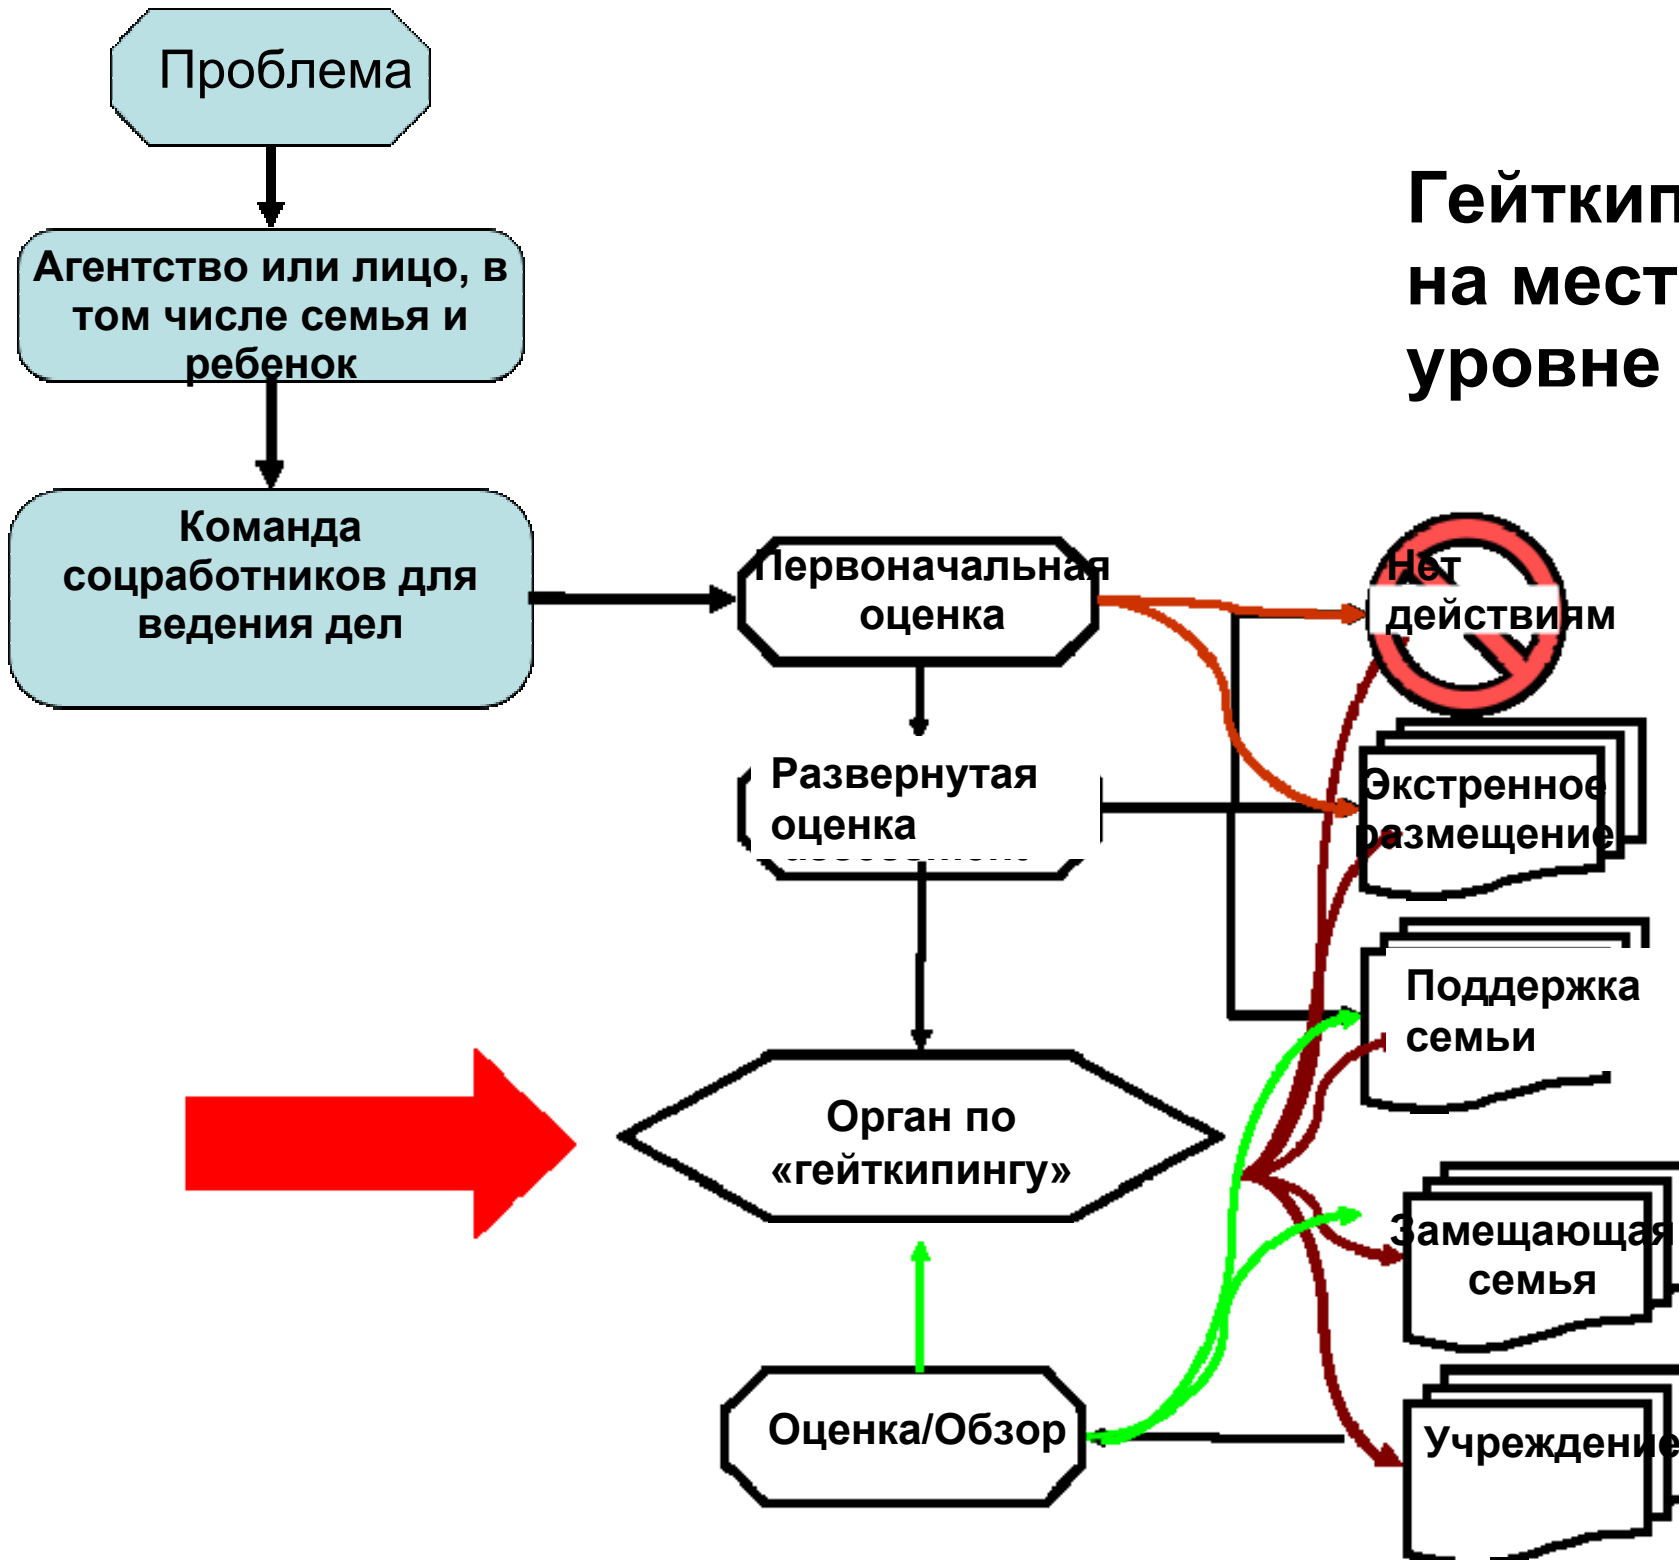 Проблема
Гейткип
на мест
уровне
Агентство или лицо, в
том числе семья и
ребенок
Команда
соцработников для
ведения дел
Первоначальная
оценка
Нет
действиям
Развернутая
оценка
Экстренное
размещение
Поддержка
семьи
Орган по
«гейткипингу»
Замещающая
семья
Оценка/Обзор
Учреждение